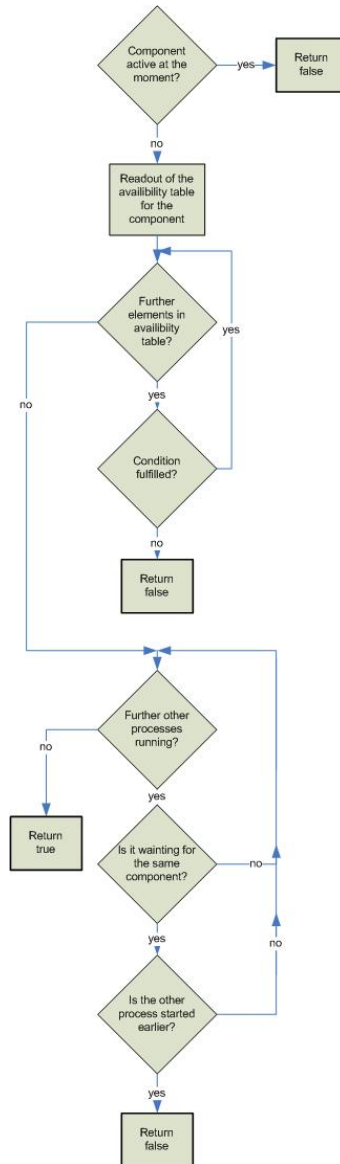 Component
active at the
moment?
yes
Return
false
no
Readout of the
availibility table
for the
component
Further
elements in
availibiity
table?
yes
no
yes
Condition
fulfilled?
no
Return
false
Further other
processes
running?
no
yes
Return
true
Is it wainting for
the same
component?
no
yes
no
Is the other
process started
earlier?
yes
Return
false